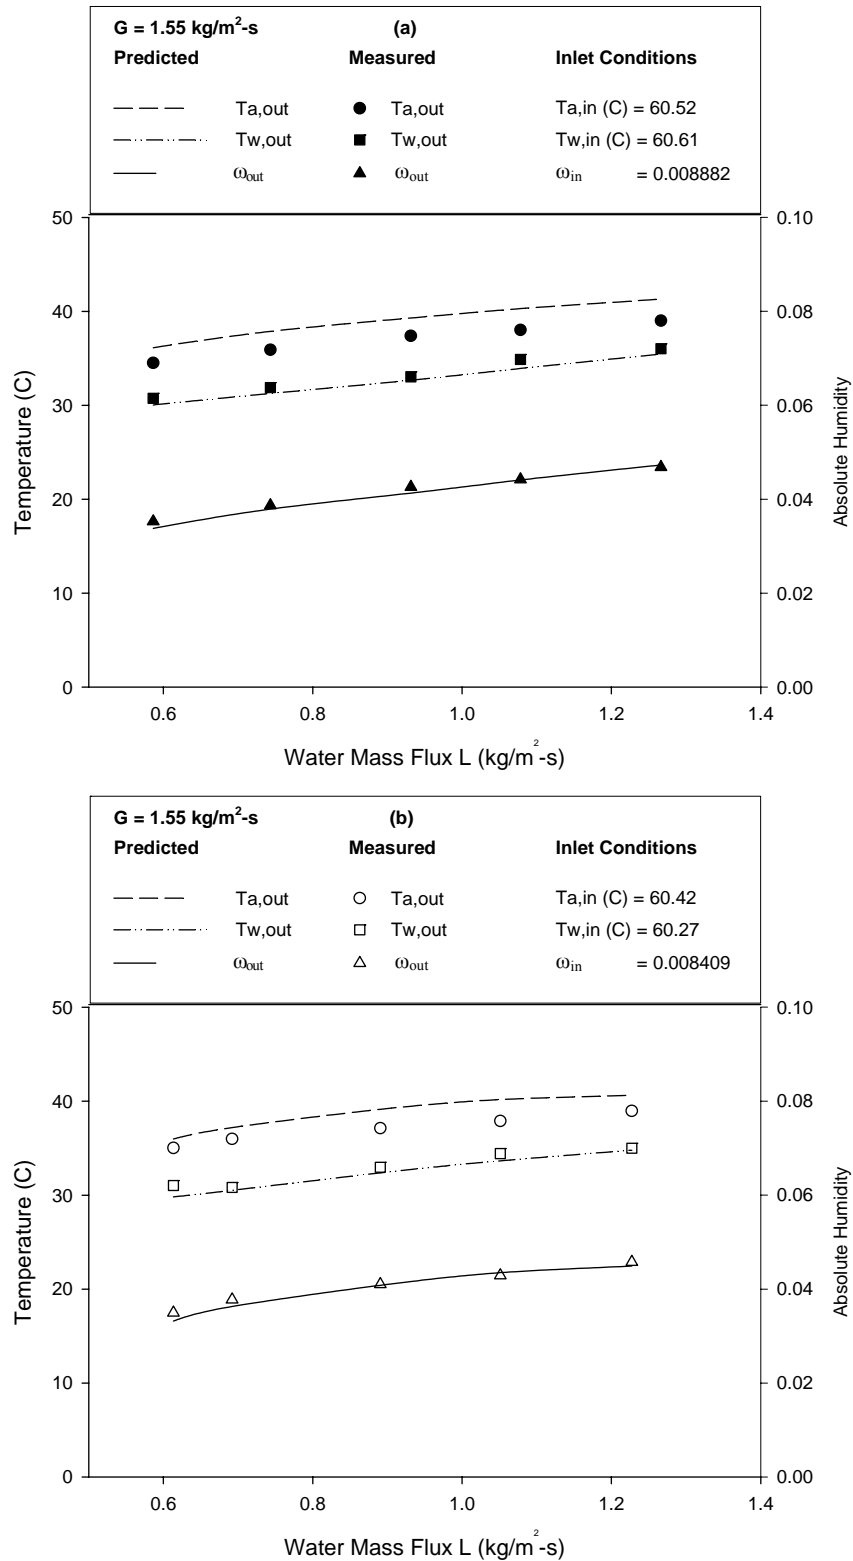 G = 1.55 kg/m²-s (a)
Predicted Measured Inlet Conditions
Ta,out Ta,out Ta,in (C) = 60.52
Tw,out Tw,out Tw,in (C) = 60.61
ωout ωout ωin = 0.008882
50 0.10
40 0.08
30 0.06
20 0.04
10 0.02
0 0.00
Temperature (C)
Absolute Humidity
0.6 0.8 1.0 1.2 1.4
Water Mass Flux L (kg/m²-s)
G = 1.55 kg/m²-s (b)
Predicted Measured Inlet Conditions
Ta,out Ta,out Ta,in (C) = 60.42
Tw,out Tw,out Tw,in (C) = 60.27
ωout ωout ωin = 0.008409
50 0.10
40 0.08
30 0.06
20 0.04
10 0.02
0 0.00
Temperature (C)
Absolute Humidity
0.6 0.8 1.0 1.2 1.4
Water Mass Flux L (kg/m²-s)